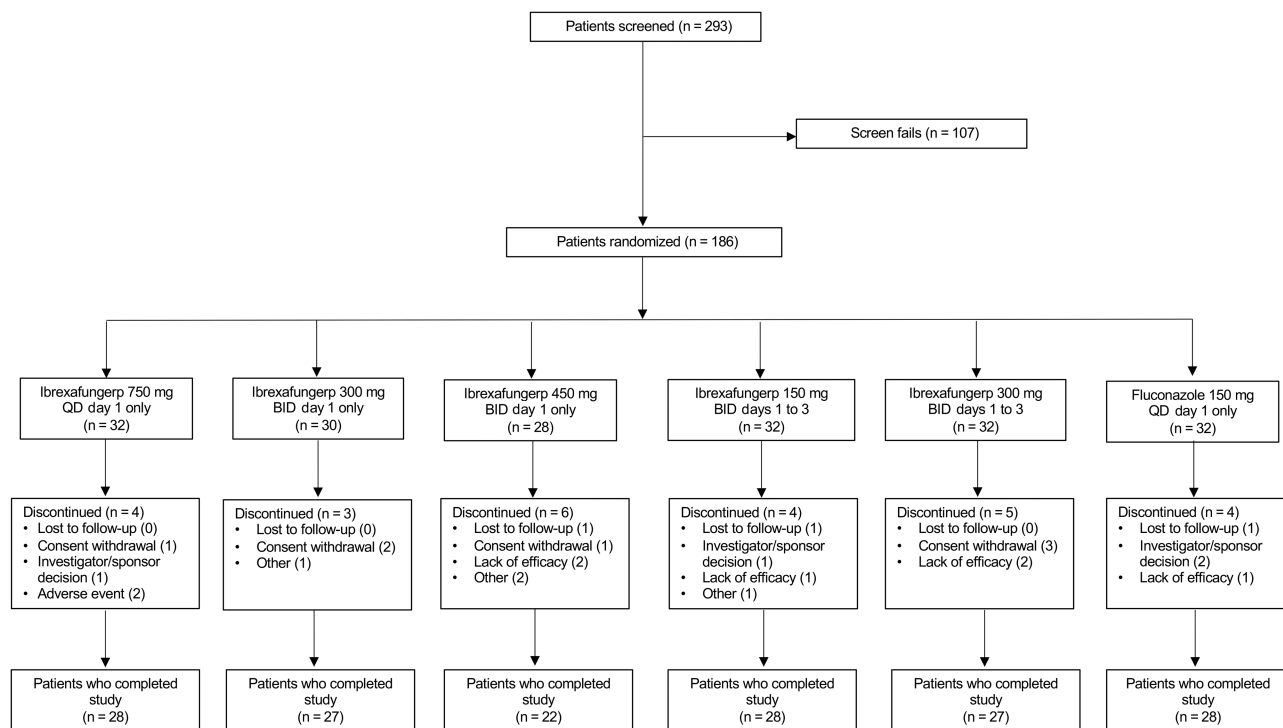 Patients screened (n = 293)
Screen fails (n = 107)
Patients randomized (n = 186)
Ibrexafungerp 750 mg
QD day 1 only
(n = 32)
Ibrexafungerp 300 mg
BID day 1 only
(n = 30)
Ibrexafungerp 450 mg
BID day 1 only
(n = 28)
Ibrexafungerp 150 mg
BID days 1 to 3
(n = 32)
Ibrexafungerp 300 mg
BID days 1 to 3
(n = 32)
Fluconazole 150 mg
QD day 1 only
(n = 32)
Discontinued (n = 4)
• Lost to follow-up (0)
• Consent withdrawal (1)
• Investigator/sponsor
decision (1)
• Adverse event (2)
Discontinued (n = 3)
• Lost to follow-up (0)
• Consent withdrawal (2)
• Other (1)
Discontinued (n = 6)
• Lost to follow-up (1)
• Consent withdrawal (1)
• Lack of efficacy (2)
• Other (2)
Discontinued (n = 4)
• Lost to follow-up (1)
• Investigator/sponsor
decision (1)
• Lack of efficacy (1)
• Other (1)
Discontinued (n = 5)
• Lost to follow-up (0)
• Consent withdrawal (3)
• Lack of efficacy (2)
Discontinued (n = 4)
• Lost to follow-up (1)
• Investigator/sponsor
decision (2)
• Lack of efficacy (1)
Patients who completed
study
(n = 28)
Patients who completed
study
(n = 27)
Patients who completed
study
(n = 22)
Patients who completed
study
(n = 28)
Patients who completed
study
(n = 27)
Patients who completed
study
(n = 28)